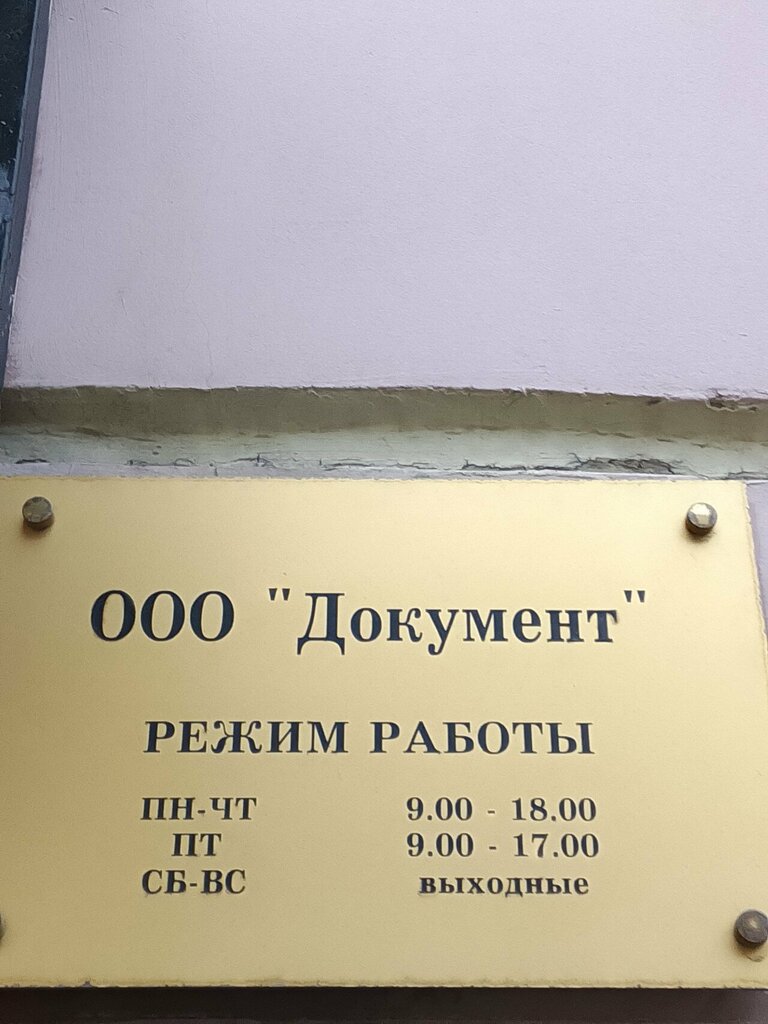 ООО "Документ"
РЕЖИМ РАБОТЫ
ПН-ЧТ 9.00 - 18.00
ПТ 9.00 - 17.00
СБ-ВС выходные